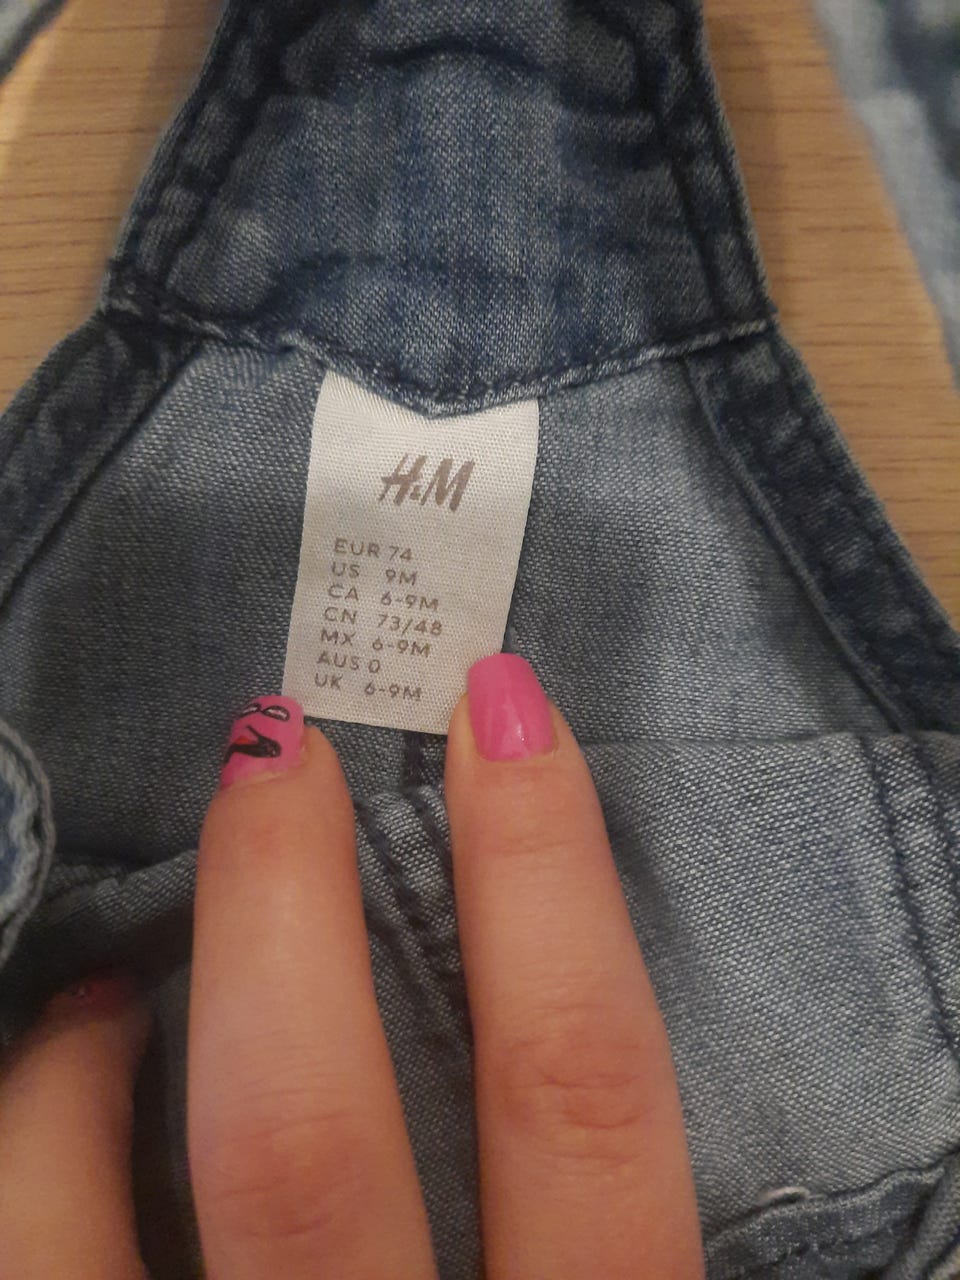 H&M
EUR 74
US 9M
CA 6-9M
CN 73/48
MX 6-9M
AUS 0
UK 6-9M